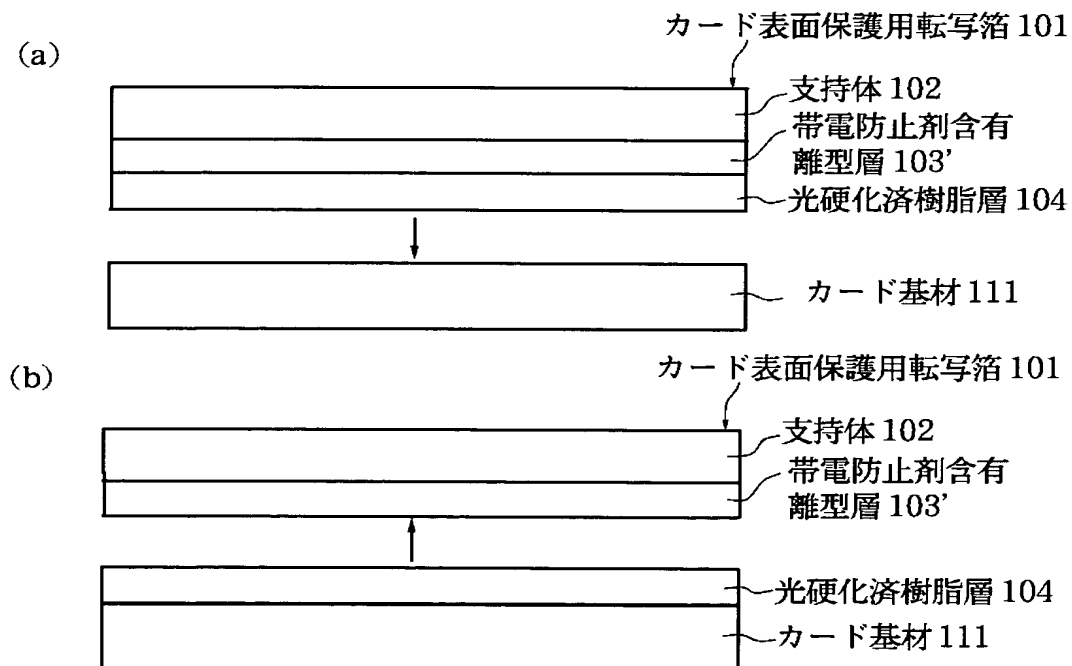 (a)
カード表面保護用転写箔 101
支持体 102
帯電防止剤含有
離型層 103’
光硬化済樹脂層 104
カード基材 111
(b)
カード表面保護用転写箔 101
支持体 102
帯電防止剤含有
離型層 103’
光硬化済樹脂層 104
カード基材 111